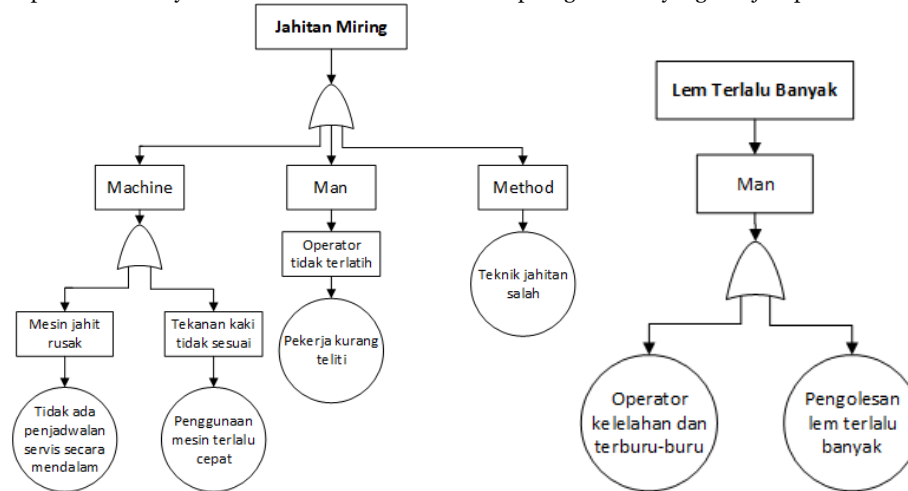 Jahitan Miring
Machine
Man
Method
Operator
tidak terlatih
Teknik jahitan
salah
Mesin jahit
rusak
Tekanan kaki
tidak sesuai
Pekerja kurang
teliti
Tidak ada
penjadwalan
servis secara
mendalam
Penggunaan
mesin terlalu
cepat
Lem Terlalu Banyak
Man
Operator
kelelahan dan
terburu-buru
Pengolesan
lem terlalu
banyak